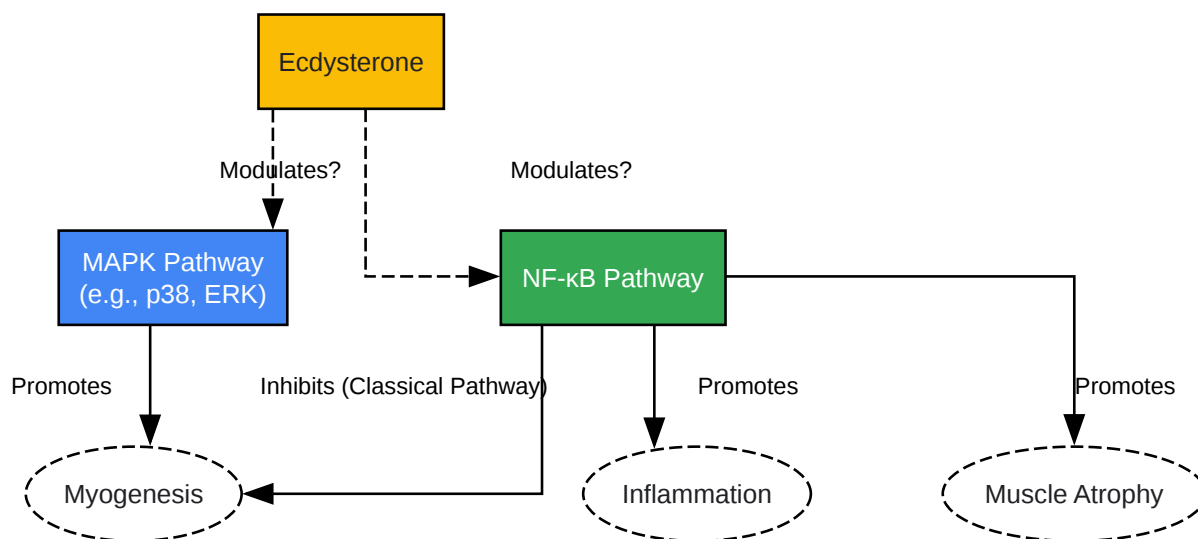 Ecdysterone
Modulates?
Modulates?
MAPK Pathway
(e.g., p38, ERK)
NF-κB Pathway
Promotes
Inhibits (Classical Pathway)
Promotes
Promotes
Myogenesis
Inflammation
Muscle Atrophy